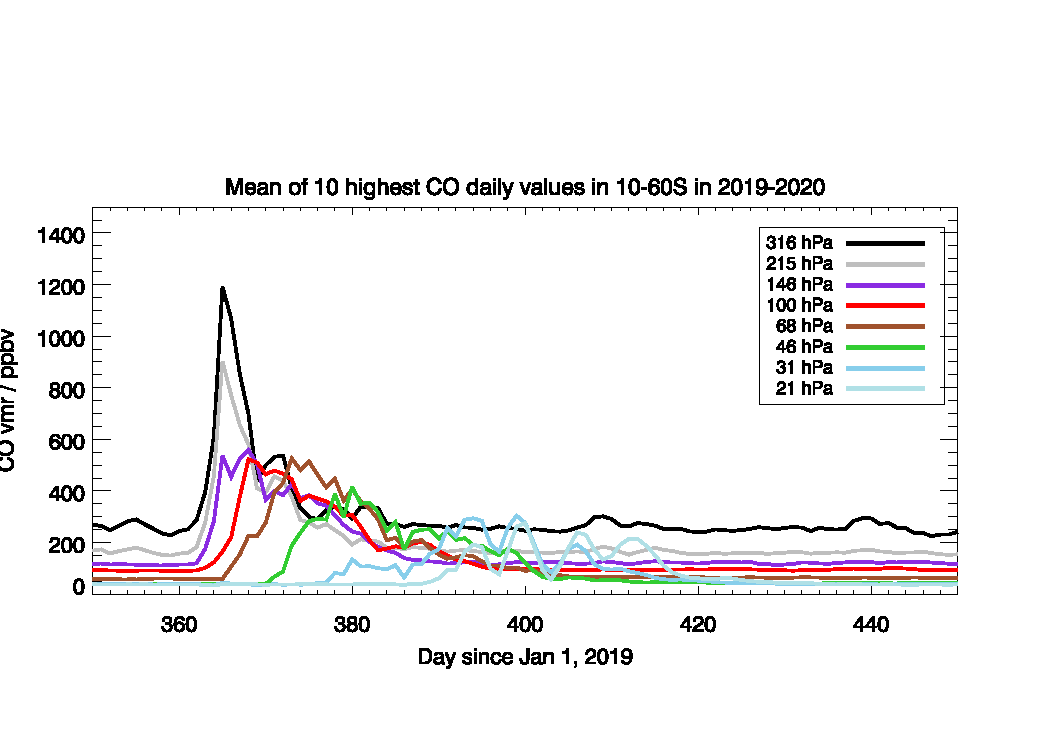 Mean of 10 highest CO daily values in 10-60S in 2019-2020
1400
1200
1000
800
600
400
200
0
CO vmr / ppbv
316 hPa
215 hPa
146 hPa
100 hPa
68 hPa
46 hPa
31 hPa
21 hPa
360
380
400
420
440
Day since Jan 1, 2019